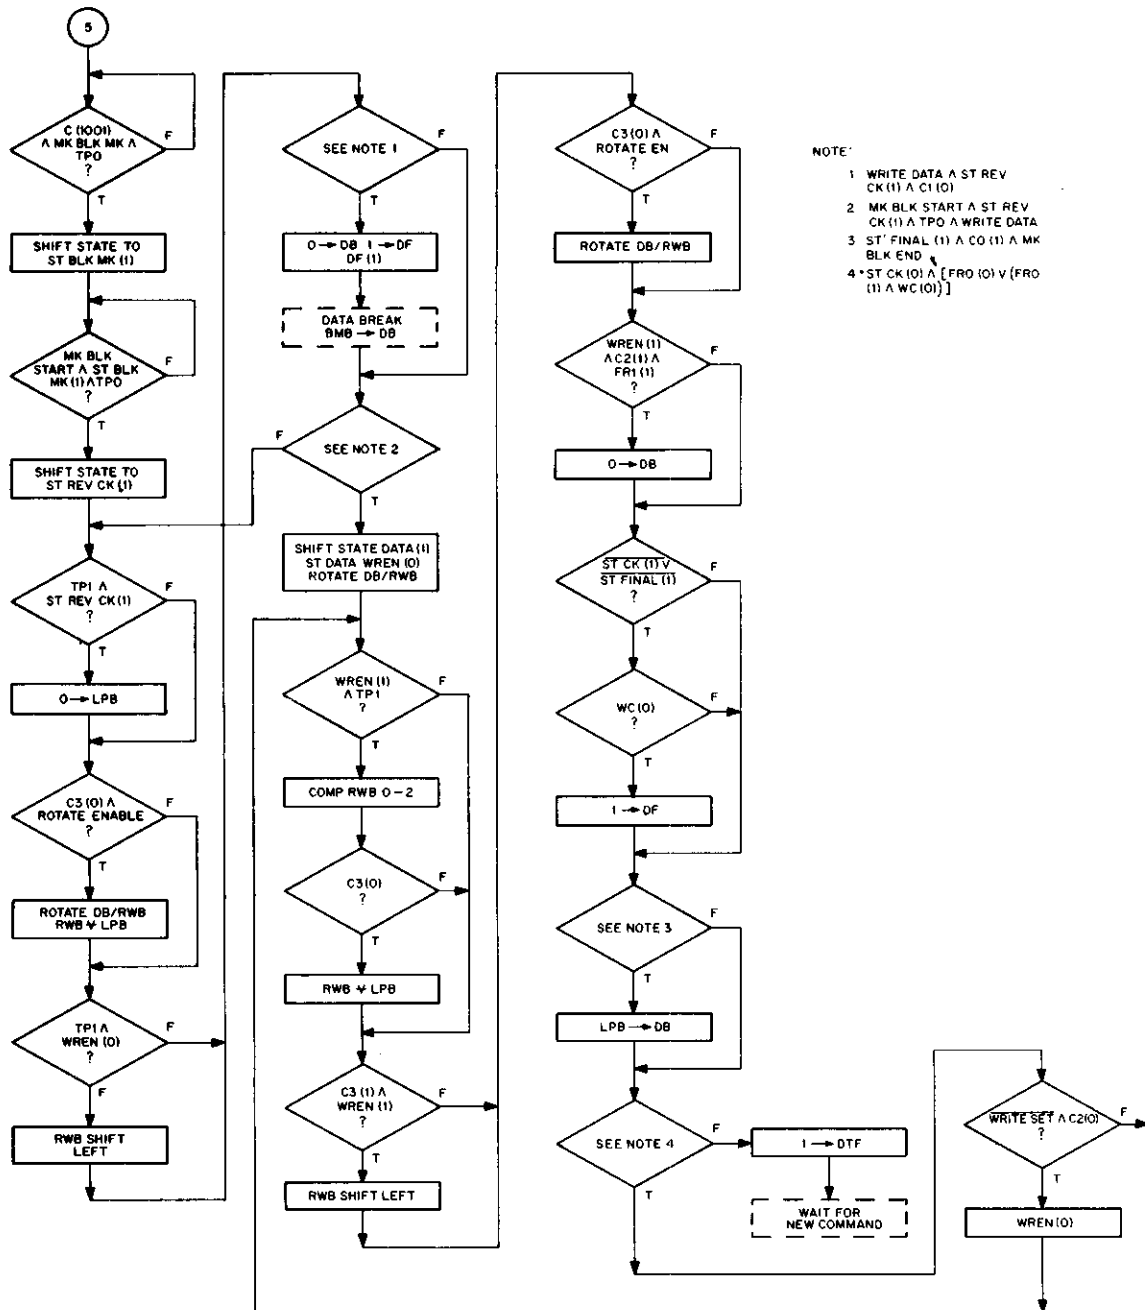 5
C (1001)
Λ MK BLK MK Λ
TPO
?
F
T
SHIFT STATE TO
ST BLK MK (1)
MK BLK
START Λ ST BLK
MK (1) Λ TPO
?
F
T
SHIFT STATE TO
ST REV CK (1)
TP1 Λ
ST REV CK (1)
?
F
T
0 → LPB
C3 (0) Λ
ROTATE ENABLE
?
F
T
ROTATE DB/RWB
RWB ⩝ LPB
TP1 Λ
WREN (0)
?
F
F
RWB SHIFT
LEFT
SEE NOTE 1
F
T
0 → DB 1 → DF
DF (1)
DATA BREAK
BMB → DB
SEE NOTE 2
F
T
SHIFT STATE DATA (1)
ST DATA WREN (0)
ROTATE DB/RWB
WREN (1)
Λ TP1
?
F
T
COMP RWB 0 – 2
C3 (0)
?
F
T
RWB ⩝ LPB
C3 (1) Λ
WREN (1)
?
F
T
RWB SHIFT LEFT
C3 (0) Λ
ROTATE EN
?
F
T
ROTATE DB/RWB
WREN (1)
Λ C2 (1) Λ
FR1 (1)
?
F
T
0 → DB
ST CK (1) V
ST FINAL (1)
?
F
T
WC (0)
?
F
T
1 → DF
SEE NOTE 3
F
T
LPB → DB
SEE NOTE 4
F
T
1 → DTF
WAIT FOR
NEW COMMAND
WRITE SET Λ C2 (0)
?
F
T
WREN (0)
NOTE:
1 WRITE DATA Λ ST REV
CK (1) Λ C1 (0)
2 MK BLK START Λ ST REV
CK (1) Λ TPO Λ WRITE DATA
3 ST FINAL (1) Λ C0 (1) Λ MK
BLK END
4 ST CK (0) Λ [FRO (0) V (FRO
(1) Λ WC (0))]